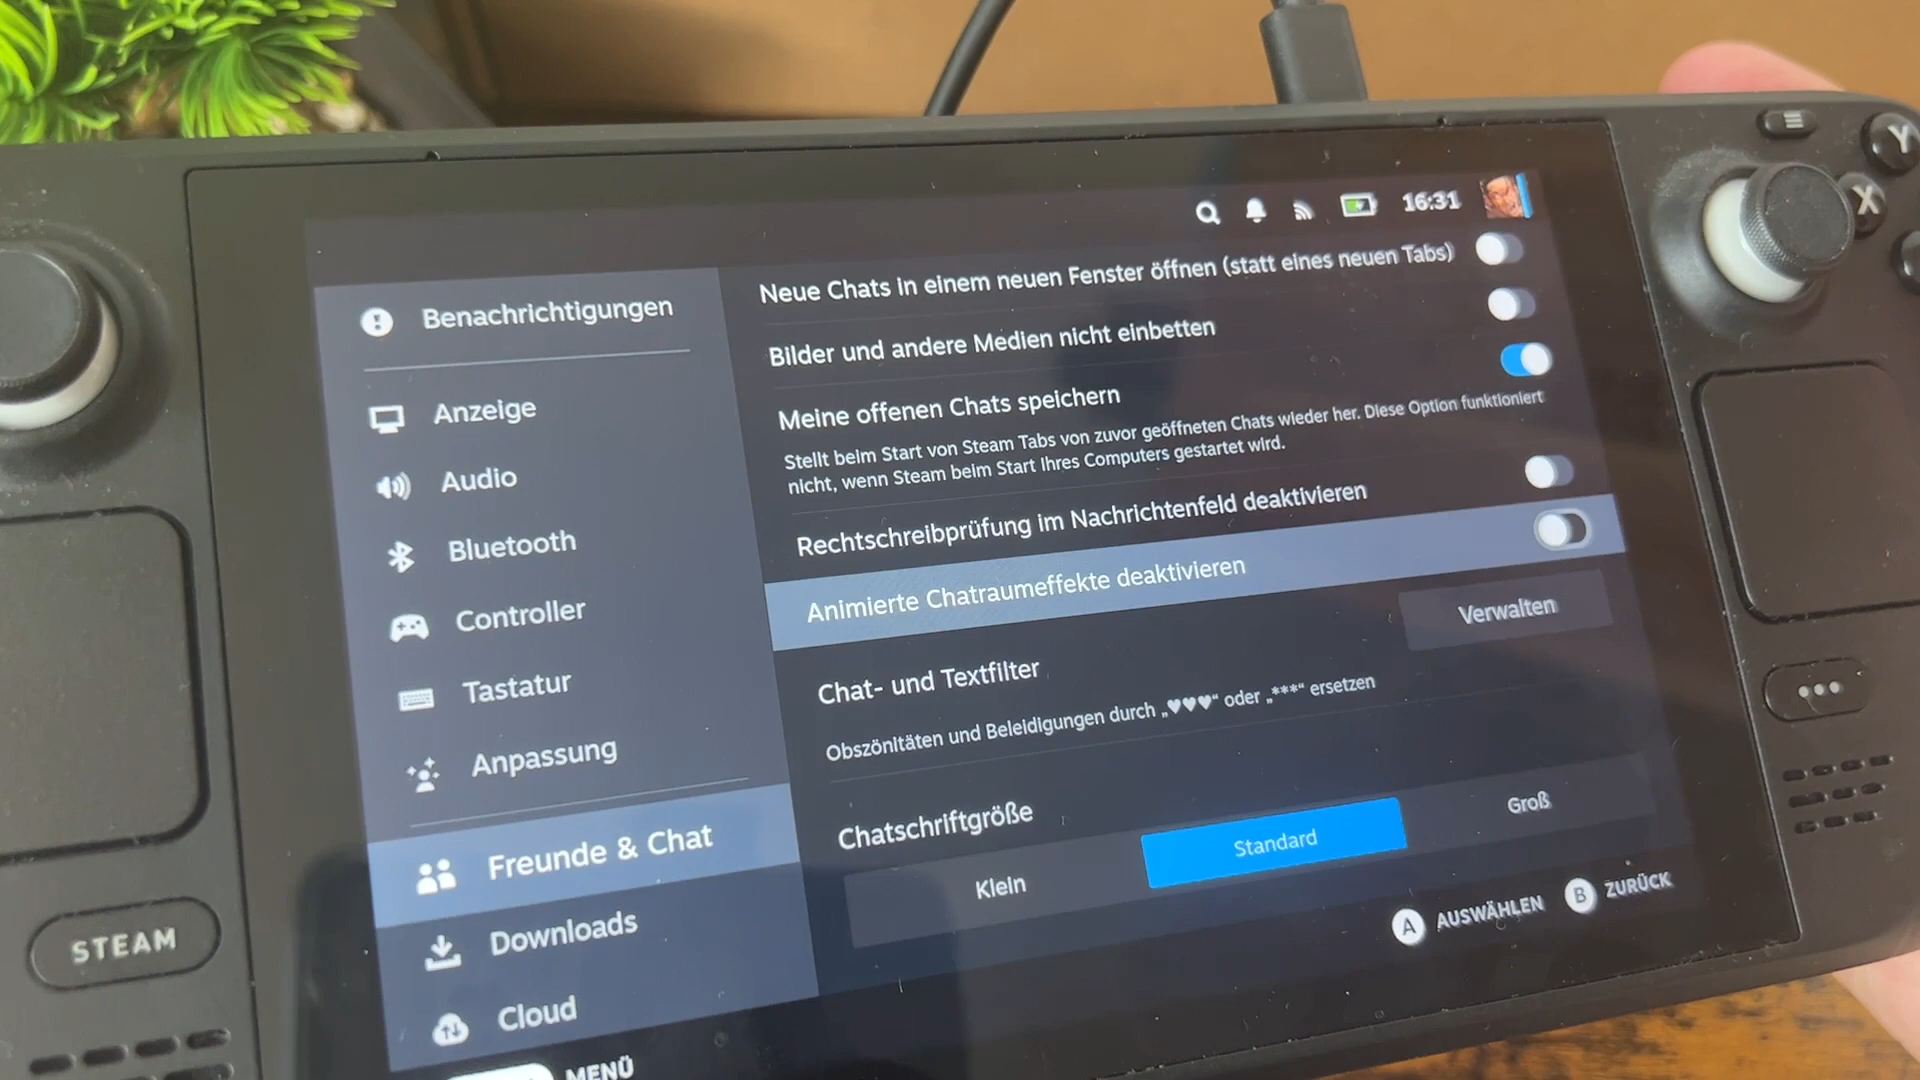 16:31
Benachrichtigungen
Anzeige
Audio
Bluetooth
Controller
Tastatur
Anpassung
Freunde & Chat
Downloads
Cloud
Neue Chats in einem neuen Fenster öffnen (statt eines neuen Tabs)
Bilder und andere Medien nicht einbetten
Meine offenen Chats speichern
Stellt beim Start von Steam Tabs von zuvor geöffneten Chats wieder her. Diese Option funktioniert
nicht, wenn Steam beim Start Ihres Computers gestartet wird.
Rechtschreibprüfung im Nachrichtenfeld deaktivieren
Animierte Chatraumeffekte deaktivieren
Chat- und Textfilter
Verwalten
Obszönitäten und Beleidigungen durch „♥♥♥“ oder „***“ ersetzen
Chatschriftgröße
Klein
Standard
Groß
MENÜ
A AUSWÄHLEN
B ZURÜCK
STEAM
Y
X